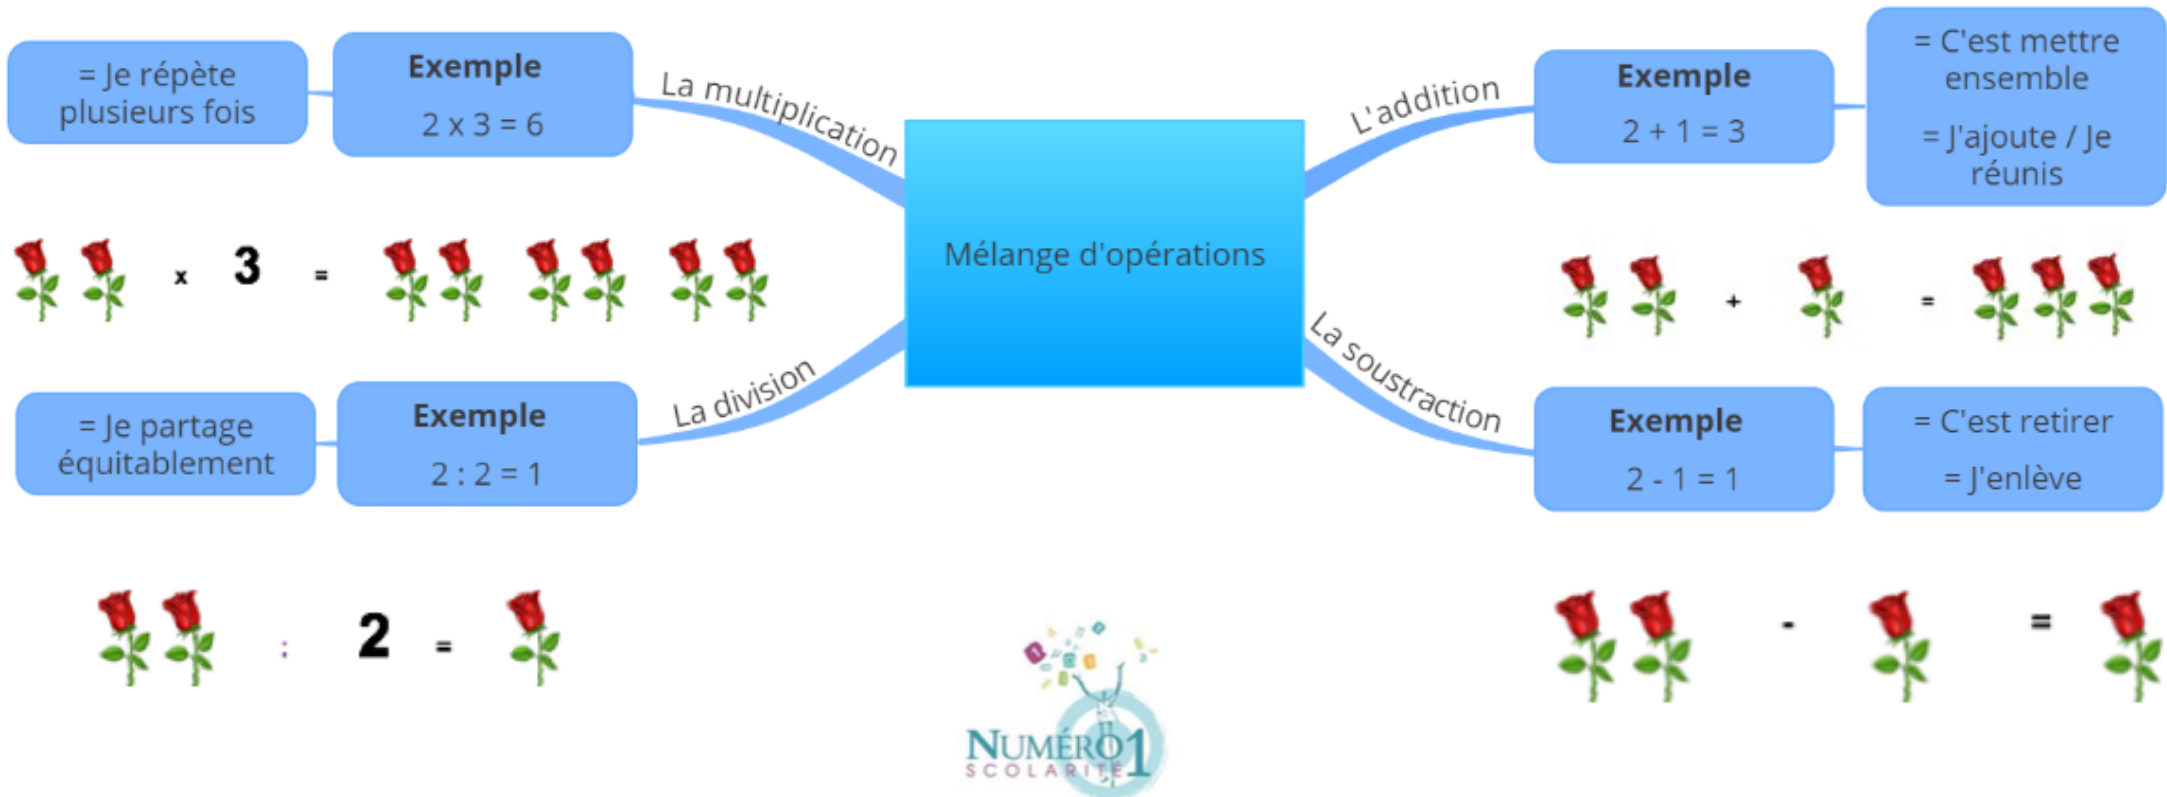 = Je répète
plusieurs fois
Exemple
2 x 3 = 6
La multiplication
x 3 =
= Je partage
équitablement
Exemple
2 : 2 = 1
La division
: 2 =
Mélange d'opérations
L'addition
Exemple
2 + 1 = 3
= C'est mettre
ensemble
= J'ajoute / Je
réunis
+ =
La soustraction
Exemple
2 - 1 = 1
= C'est retirer
= J'enlève
- =
NUMÉRO1
SCOLARITÉ